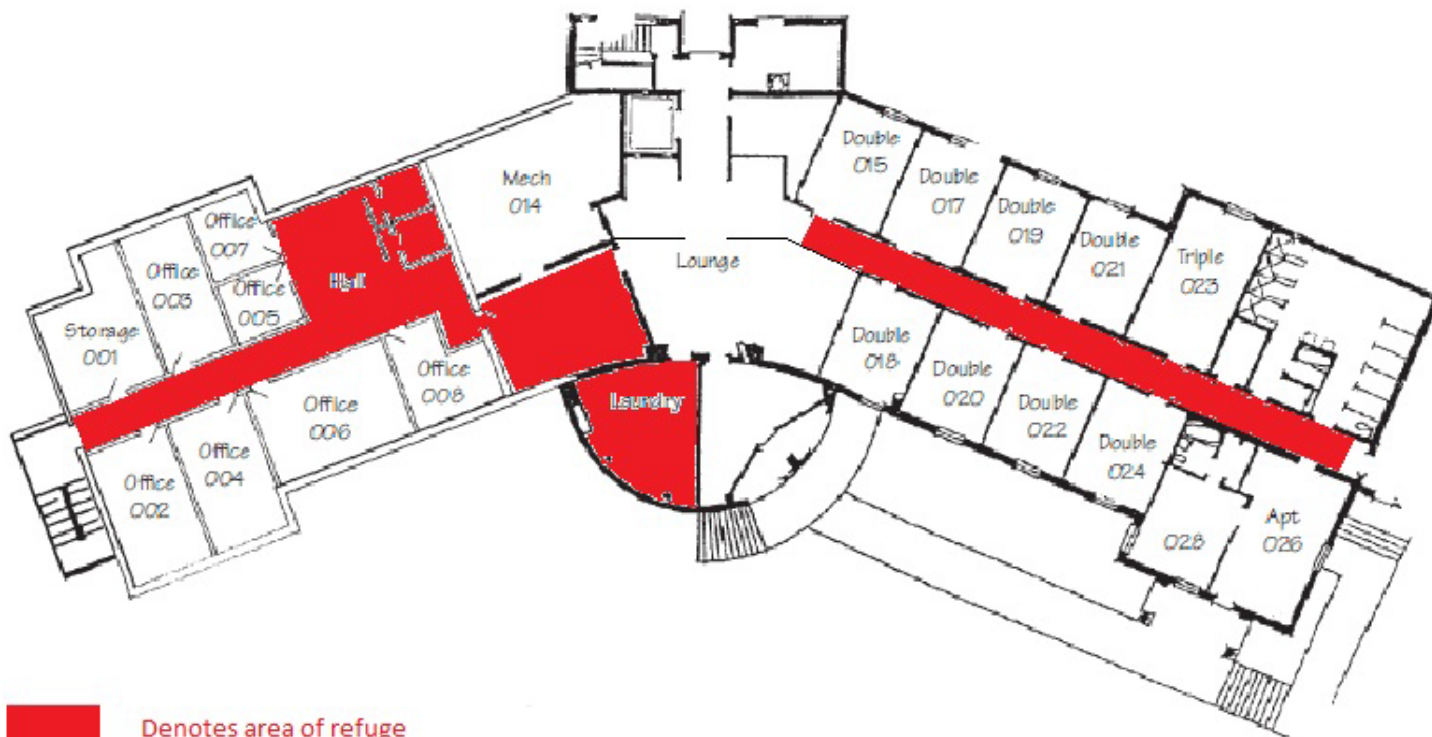 Double
015
Double
017
Double
019
Double
021
Triple
023
Mech
014
Office
007
Office
003
Office
005
Hall
Storage
001
Lounge
Double
018
Double
020
Double
022
Double
024
Office
008
Office
006
Office
004
Office
002
Laundry
028
Apt
026
Denotes area of refuge